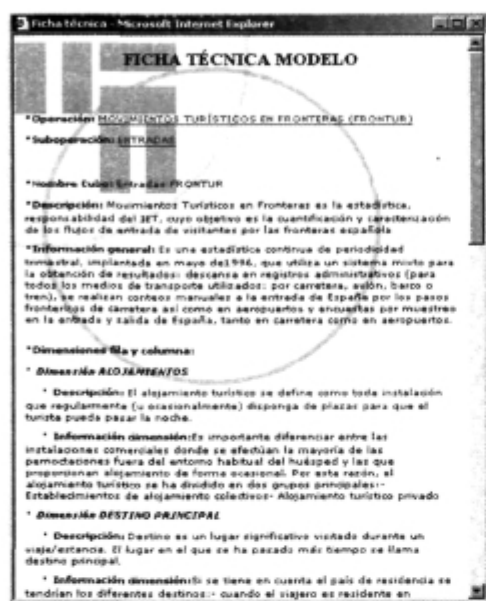 Ficha técnica - Microsoft Internet Explorer
FICHA TÉCNICA MODELO
*Operación: MOVIMIENTOS TURÍSTICOS EN FRONTERAS (FRONTUR)
*Suboperación: ENTRADAS
*Nombre Cubo: Entradas FRONTUR
*Descripción: Movimientos Turísticos en Fronteras es la estadística,
responsabilidad del IET, cuyo objetivo es la cuantificación y caracterización
de los flujos de entrada de visitantes por las fronteras española
*Información general: Es una estadística continua de periodicidad
trimestral, implantada en mayo de1996, que utiliza un sistema mixto para
la obtención de resultados: descansa en registros administrativos (para
todos los medios de transporte utilizados: por carretera, avión, barco o
tren), se realizan conteos manuales a la entrada de España por los pasos
fronterizos de carretera así como en aeropuertos y encuestas por muestreo
en la entrada y salida de España, tanto en carretera como en aeropuertos.
*Dimensiones fila y columna:
* Dimensión ALOJAMIENTOS
* Descripción: El alojamiento turístico se define como toda instalación
que regularmente (u ocasionalmente) disponga de plazas para que el
turista pueda pasar la noche.
* Información dimensión:Es importante diferenciar entre las
instalaciones comerciales donde se efectúan la mayoría de las
pernoctaciones fuera del entorno habitual del huésped y las que
proporcionan alojamiento de forma ocasional. Por esta razón, el
alojamiento turístico se ha dividido en dos grupos principales:-
Establecimientos de alojamiento colectivos- Alojamiento turístico privado
* Dimensión DESTINO PRINCIPAL
* Descripción: Destino es un lugar significativo visitado durante un
viaje/estancia. El lugar en el que se ha pasado más tiempo se llama
destino principal.
* Información dimensión:Si se tiene en cuenta el país de residencia se
tendrían los diferentes destinos:- cuando el viajero es residente en